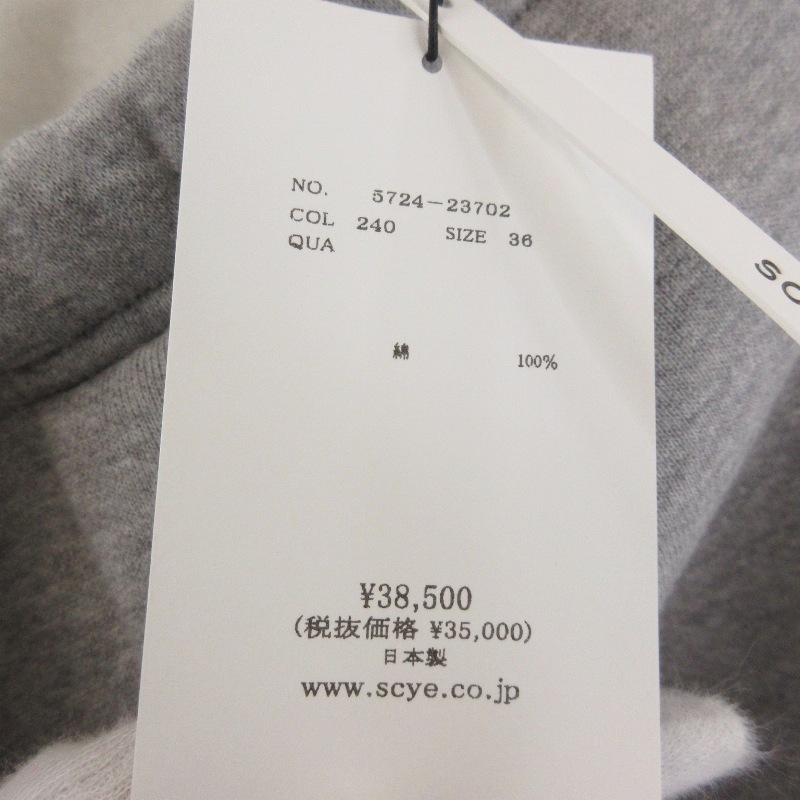 NO. 5724-23702
COL 240 SIZE 36
QUA
綿 100%
¥38,500
(税抜価格 ¥35,000)
日本製
www.scye.co.jp
SC